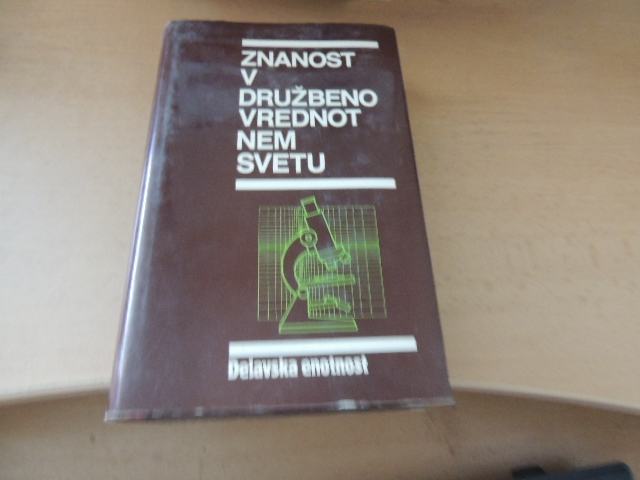 ZNANOST
V
DRUŽBENO
VREDNOT
NEM
SVETU
Delavska enotnost